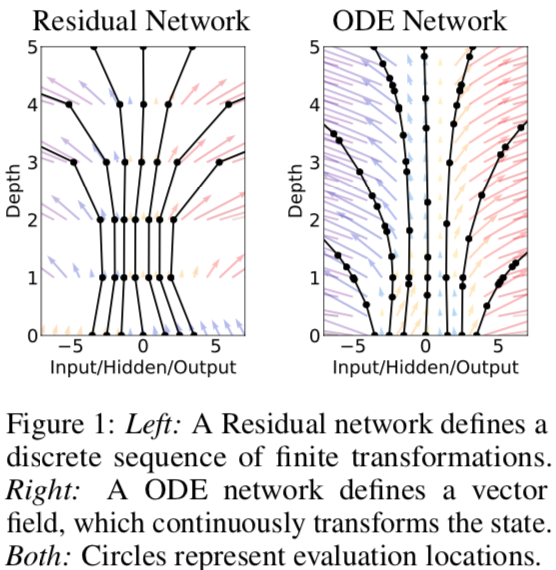 Residual Network
ODE Network
5
4
3
2
1
0
Depth
−5
0
5
Input/Hidden/Output
5
4
3
2
1
0
Depth
−5
0
5
Input/Hidden/Output
Figure 1: Left: A Residual network defines a
discrete sequence of finite transformations.
Right: A ODE network defines a vector
field, which continuously transforms the state.
Both: Circles represent evaluation locations.